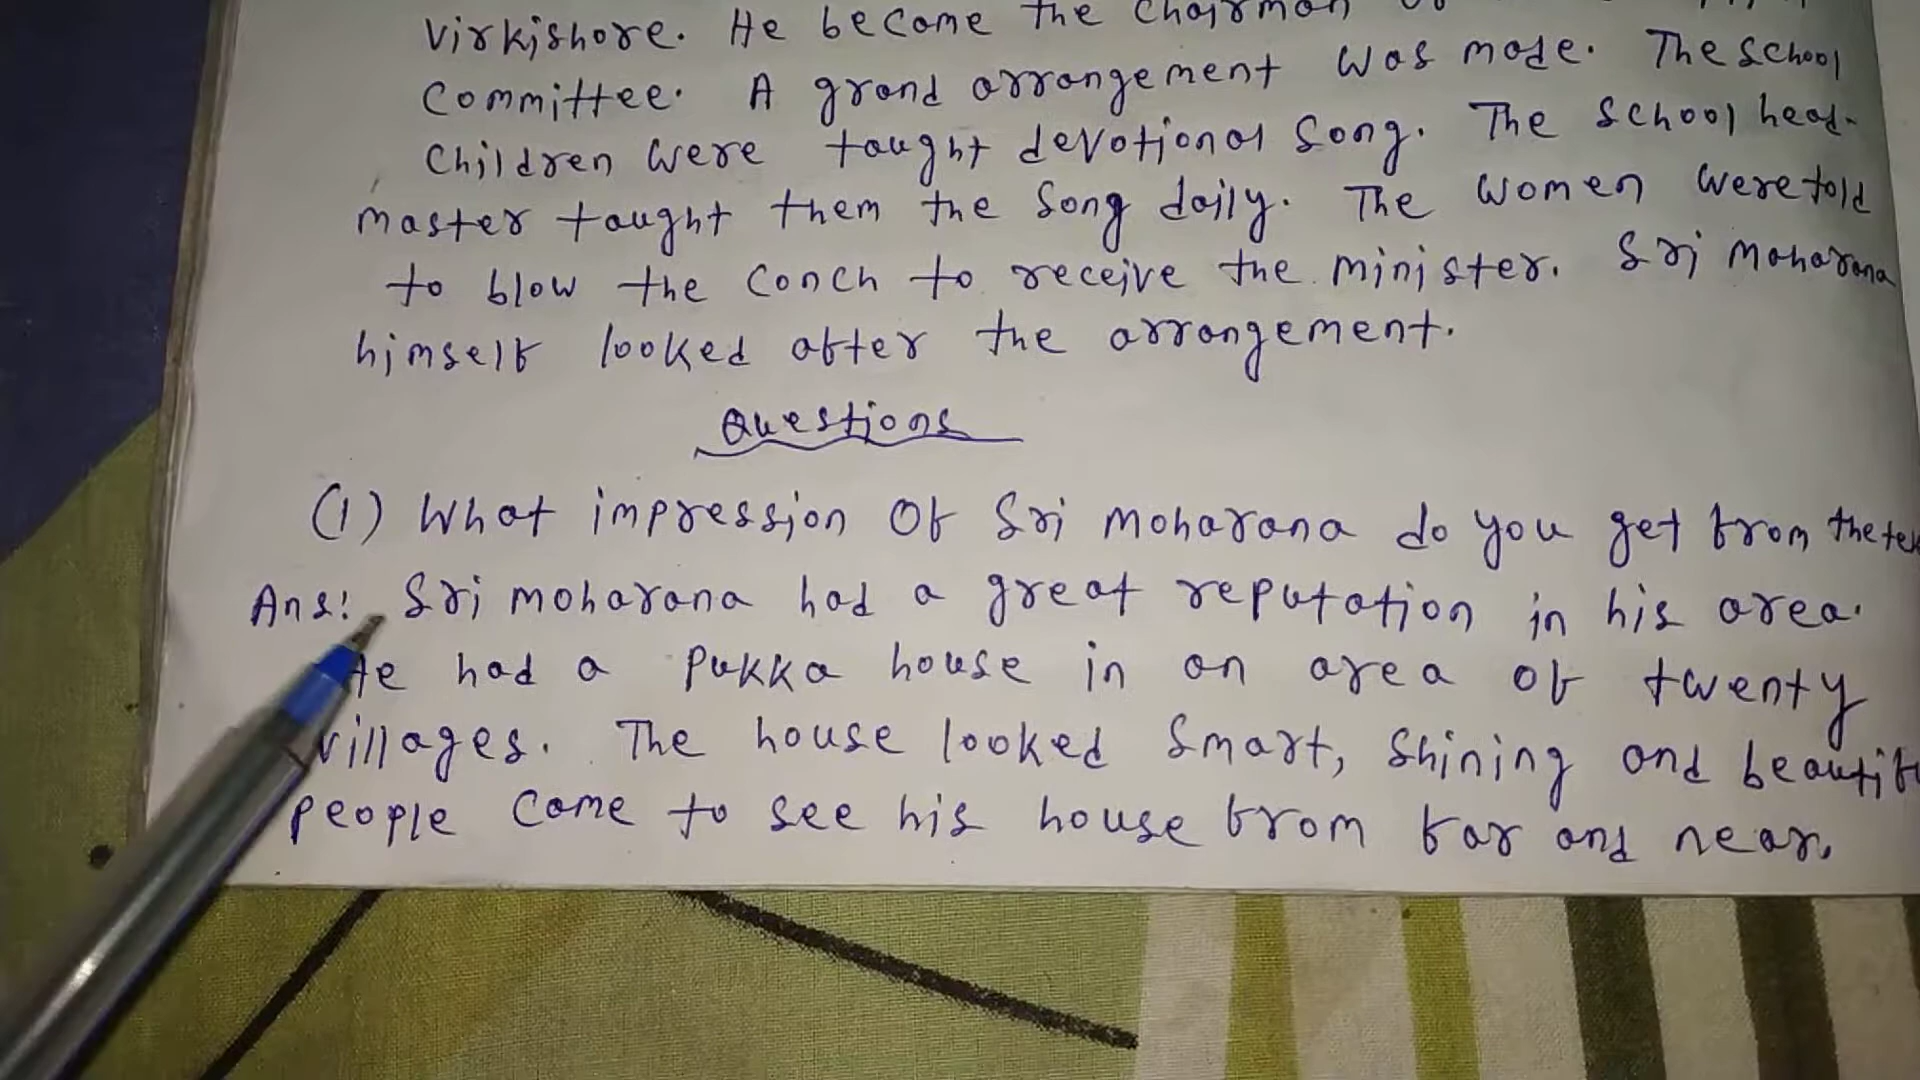 Virkishore. He became the Chairman
Committee. A grand arrangement was made. The School
Children were taught devotional Song. The School head-
master taught them the Song daily. The women were told
to blow the Conch to receive the minister. Sri Moharana
himself looked after the arrangement.
Questions
(1) What impression Of Sri Moharana do you get from the te
Ans: Sri moharana had a great reputation in his area.
He had a Pukka house in an area of twenty
villages. The house looked Smart, Shining and beautif
people Come to see his house from far and near.